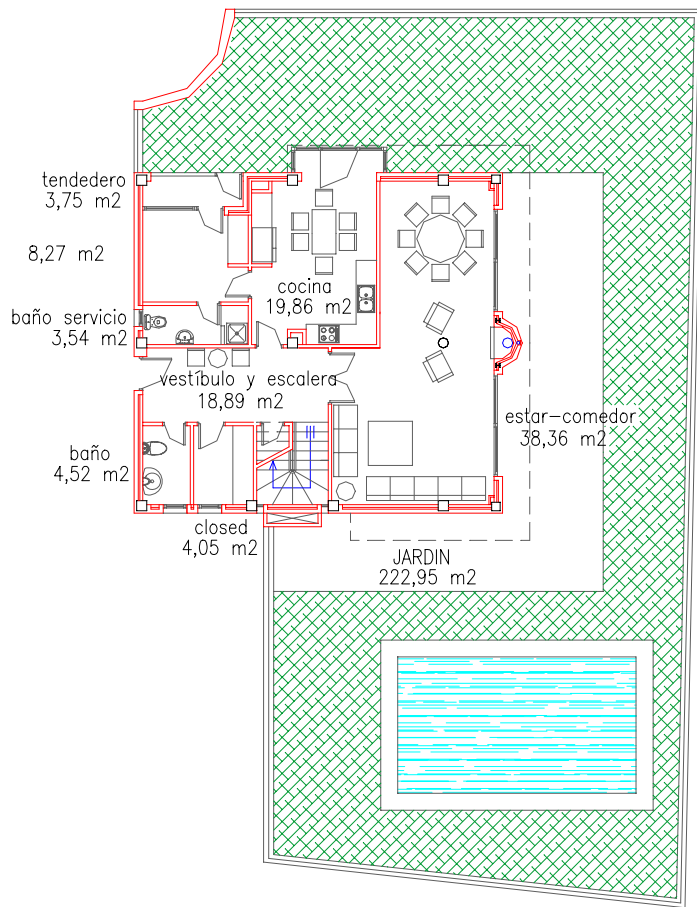 tendedero
3,75 m2
8,27 m2
cocina
19,86 m2
baño servicio
3,54 m2
vestíbulo y escalera
18,89 m2
estar-comedor
38,36 m2
baño
4,52 m2
closed
4,05 m2
JARDIN
222,95 m2